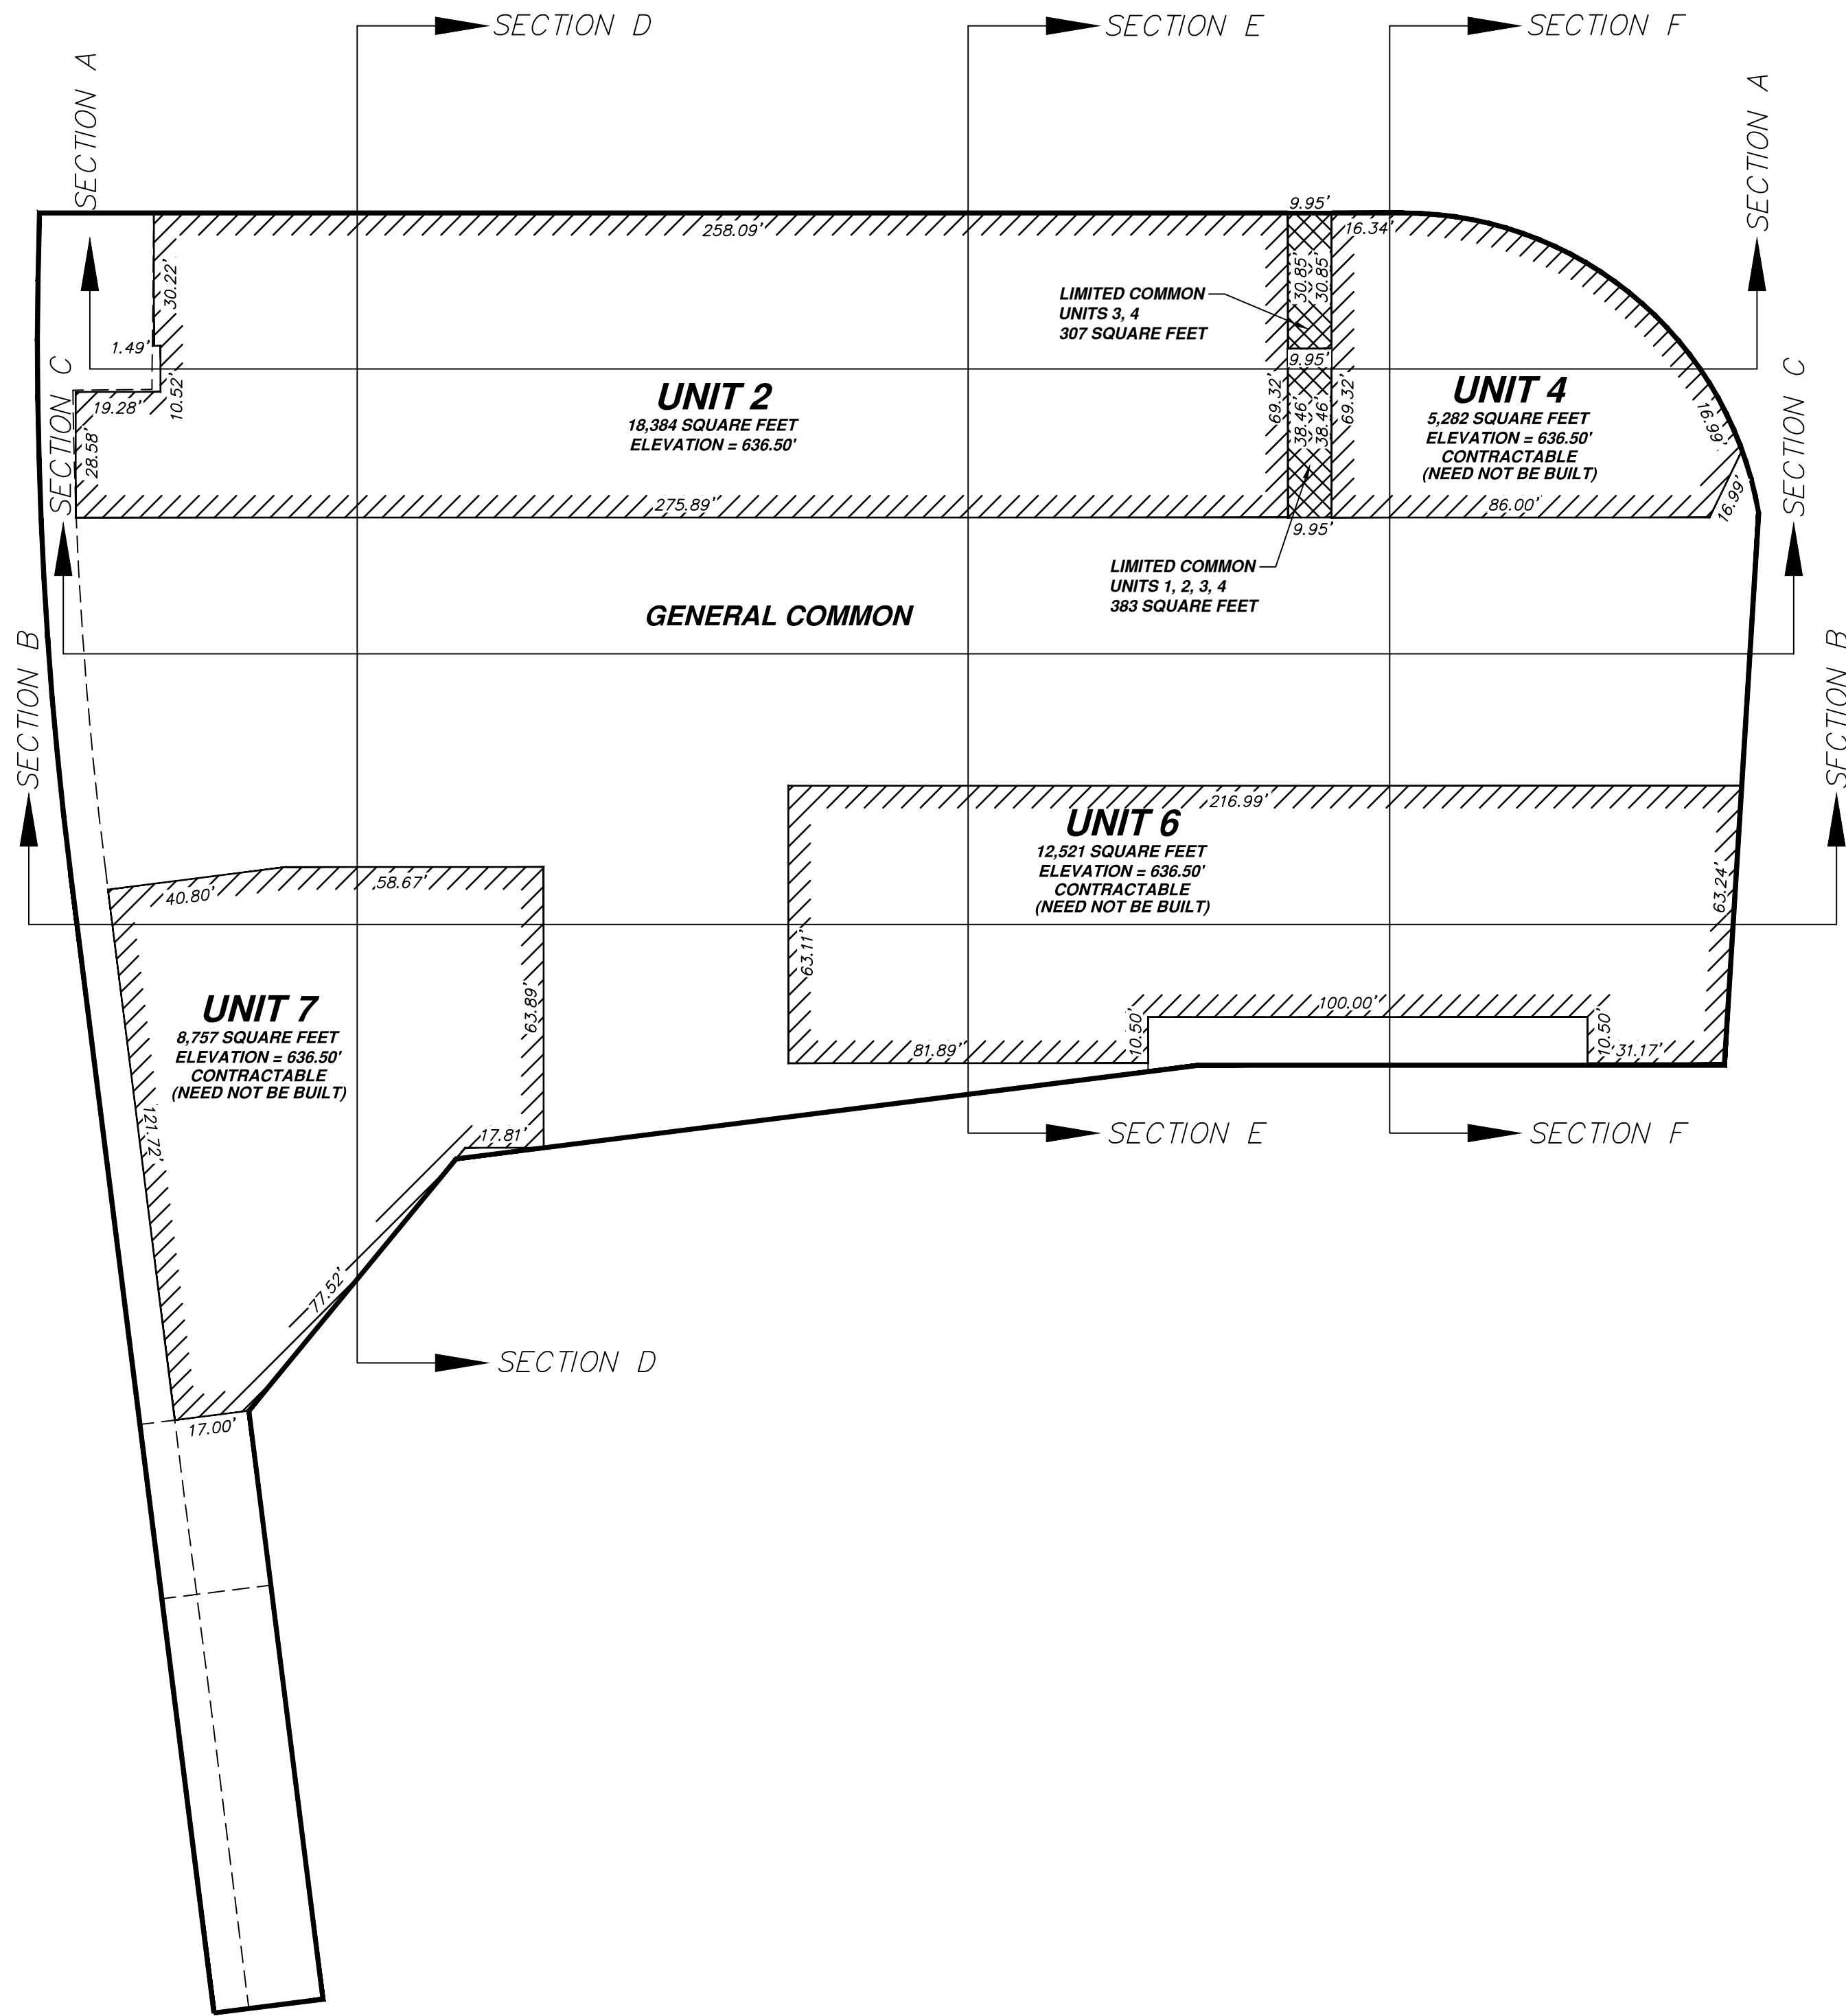 SECTION D
SECTION E
SECTION F
SECTION A
SECTION A
9.95'
258.09'
16.34'
30.22'
30.85'
30.85'
LIMITED COMMON
UNITS 3, 4
307 SQUARE FEET
1.49'
9.95'
SECTION C
SECTION C
19.28'
10.52'
UNIT 2
18,384 SQUARE FEET
ELEVATION = 636.50'
69.32'
38.46'
38.46'
69.32'
UNIT 4
5,282 SQUARE FEET
ELEVATION = 636.50'
CONTRACTABLE
(NEED NOT BE BUILT)
16.99'
28.58'
275.89'
86.00'
16.99'
9.95'
LIMITED COMMON
UNITS 1, 2, 3, 4
383 SQUARE FEET
GENERAL COMMON
SECTION B
SECTION B
216.99'
UNIT 6
12,521 SQUARE FEET
ELEVATION = 636.50'
CONTRACTABLE
(NEED NOT BE BUILT)
40.80'
58.67'
63.24'
63.11'
63.89'
UNIT 7
8,757 SQUARE FEET
ELEVATION = 636.50'
CONTRACTABLE
(NEED NOT BE BUILT)
100.00'
10.50'
10.50'
81.89'
31.17'
121.72'
17.81'
SECTION E
SECTION F
77.52'
SECTION D
17.00'